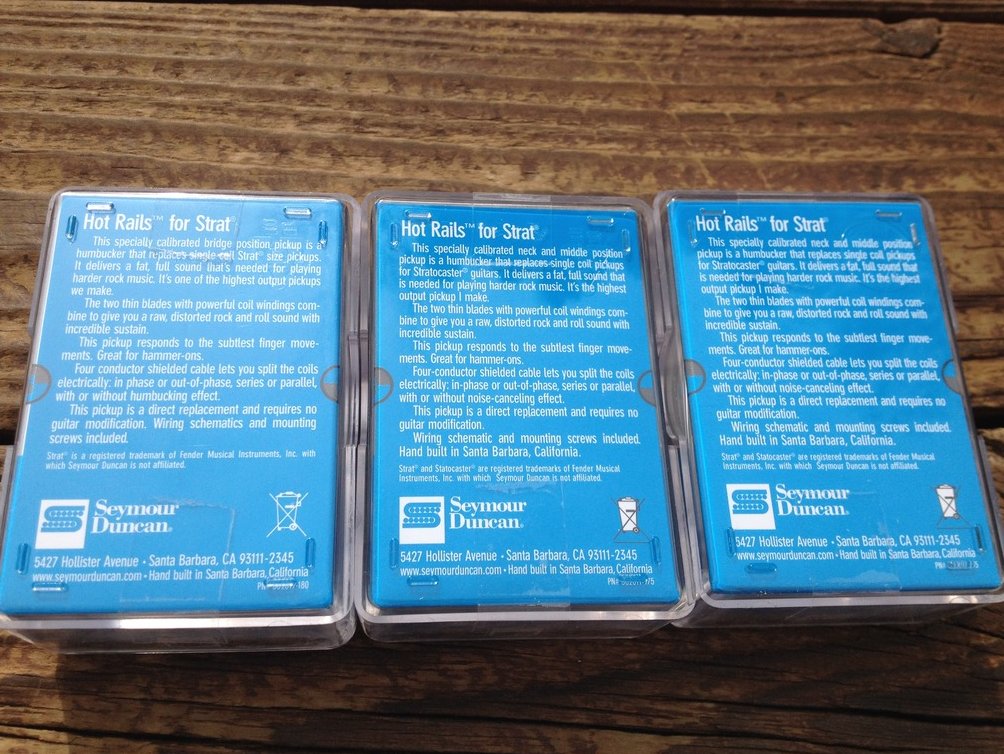 Hot Rails™ for Strat®
This specially calibrated bridge position pickup is a
humbucker that replaces single coil Strat® size pickups.
It delivers a fat, full sound that's needed for playing
harder rock music. It's one of the highest output pickups
we make.
The two thin blades with powerful coil windings com-
bine to give you a raw, distorted rock and roll sound with
incredible sustain.
This pickup responds to the subtlest finger move-
ments. Great for hammer-ons.
Four conductor shielded cable lets you split the coils
electrically: in phase or out-of-phase, series or parallel,
with or without humbucking effect.
This pickup is a direct replacement and requires no
guitar modification. Wiring schematics and mounting
screws included.
Strat® is a registered trademark of Fender Musical Instruments, Inc. with
which Seymour Duncan is not affiliated.
Seymour
Duncan®
5427 Hollister Avenue • Santa Barbara, CA 93111-2345
www.seymourduncan.com • Hand built in Santa Barbara, California
PN#
Hot Rails™ for Strat®
This specially calibrated neck and middle position
pickup is a humbucker that replaces single coil pickups
for Stratocaster® guitars. It delivers a fat, full sound that
is needed for playing harder rock music. It's the highest
output pickup I make.
The two thin blades with powerful coil windings com-
bine to give you a raw, distorted rock and roll sound with
incredible sustain.
This pickup responds to the subtlest finger move-
ments. Great for hammer-ons.
Four-conductor shielded cable lets you split the coils
electrically: in-phase or out-of-phase, series or parallel,
with or without noise-canceling effect.
This pickup is a direct replacement and requires no
guitar modification.
Wiring schematic and mounting screws included.
Hand built in Santa Barbara, California.
Strat® and Statocaster® are registered trademarks of Fender Musical
Instruments, Inc. with which Seymour Duncan is not affiliated.
Seymour
Duncan®
5427 Hollister Avenue • Santa Barbara, CA 93111-2345
www.seymourduncan.com • Hand built in Santa Barbara, California
PN#
Hot Rails™ for Strat®
This specially calibrated neck and middle position
pickup is a humbucker that replaces single coil pickups
for Stratocaster® guitars. It delivers a fat, full sound that
is needed for playing harder rock music. It's the highest
output pickup I make.
The two thin blades with powerful coil windings com-
bine to give you a raw, distorted rock and roll sound with
incredible sustain.
This pickup responds to the subtlest finger move-
ments. Great for hammer-ons.
Four-conductor shielded cable lets you split the coils
electrically: in-phase or out-of-phase, series or parallel,
with or without noise-canceling effect.
This pickup is a direct replacement and requires no
guitar modification.
Wiring schematic and mounting screws included.
Hand built in Santa Barbara, California.
Strat® and Statocaster® are registered trademarks of Fender Musical
Instruments, Inc. with which Seymour Duncan is not affiliated.
Seymour
Duncan®
5427 Hollister Avenue • Santa Barbara, CA 93111-2345
www.seymourduncan.com • Hand built in Santa Barbara, California
PN#